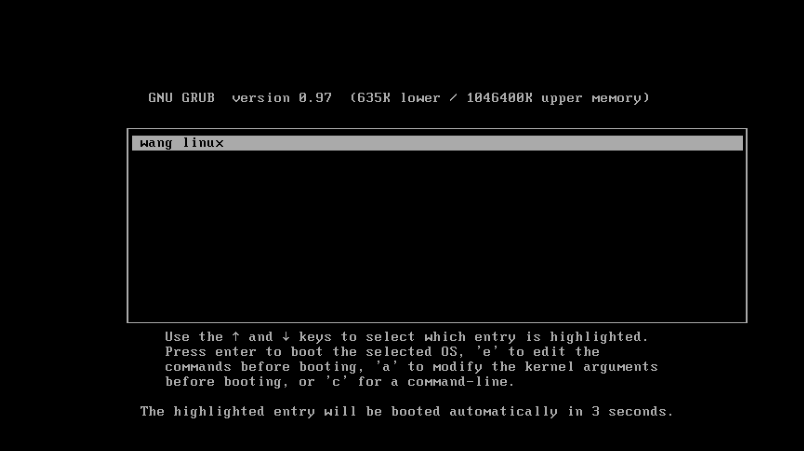 GNU GRUB  version 0.97  (635K lower / 1046400K upper memory)
wang linux
Use the ↑ and ↓ keys to select which entry is highlighted.
Press enter to boot the selected OS, 'e' to edit the
commands before booting, 'a' to modify the kernel arguments
before booting, or 'c' for a command-line.
The highlighted entry will be booted automatically in 3 seconds.